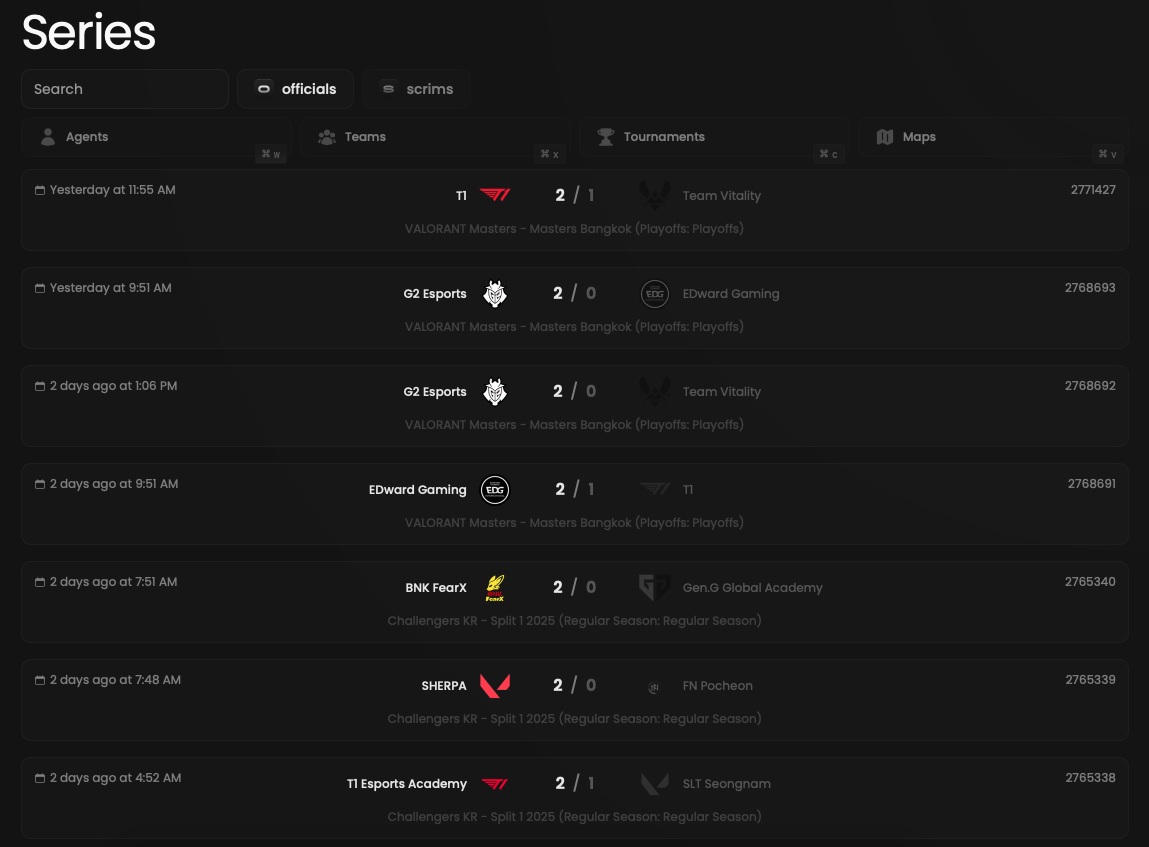 Series
Search officials scrims
Agents ⌘ W Teams ⌘ X Tournaments ⌘ C Maps ⌘ V
Yesterday at 11:55 AM T1 2 / 1 Team Vitality 2771427
VALORANT Masters - Masters Bangkok (Playoffs: Playoffs)
Yesterday at 9:51 AM G2 Esports 2 / 0 EDG EDward Gaming 2768693
VALORANT Masters - Masters Bangkok (Playoffs: Playoffs)
2 days ago at 1:06 PM G2 Esports 2 / 0 Team Vitality 2768692
VALORANT Masters - Masters Bangkok (Playoffs: Playoffs)
2 days ago at 9:51 AM EDward Gaming EDG 2 / 1 T1 2768691
VALORANT Masters - Masters Bangkok (Playoffs: Playoffs)
2 days ago at 7:51 AM BNK FearX BNK FearX 2 / 0 Gen.G Global Academy 2765340
Challengers KR - Split 1 2025 (Regular Season: Regular Season)
2 days ago at 7:48 AM SHERPA 2 / 0 FN Pocheon 2765339
Challengers KR - Split 1 2025 (Regular Season: Regular Season)
2 days ago at 4:52 AM T1 Esports Academy 2 / 1 SLT Seongnam 2765338
Challengers KR - Split 1 2025 (Regular Season: Regular Season)